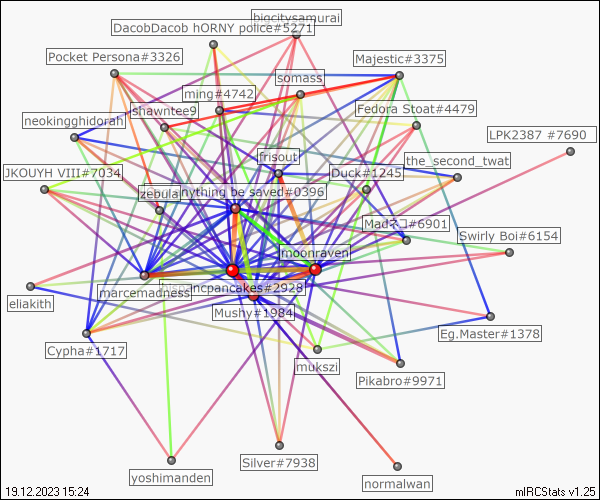 bigcitysamurai
DacobDacob hORNY police#5271
Pocket Persona#3326
Majestic#3375
somass
ming#4742
Fedora Stoat#4479
shawntee9
neokingghidorah
LPK2387 #7690
frisout
the_second_twat
JKOUYH VIII#7034
Duck#1245
zebulal
nything be saved#0396
#6901
Swirly Boi#6154
moonraven
marcemadness
ncpancakes#2928
eliakith
Mushy#1984
Eg.Master#1378
Cypha#1717
mukszi
Pikabro#9971
Silver#7938
yoshimanden
normalwan
19.12.2023 15:24
mIRCStats v1.25